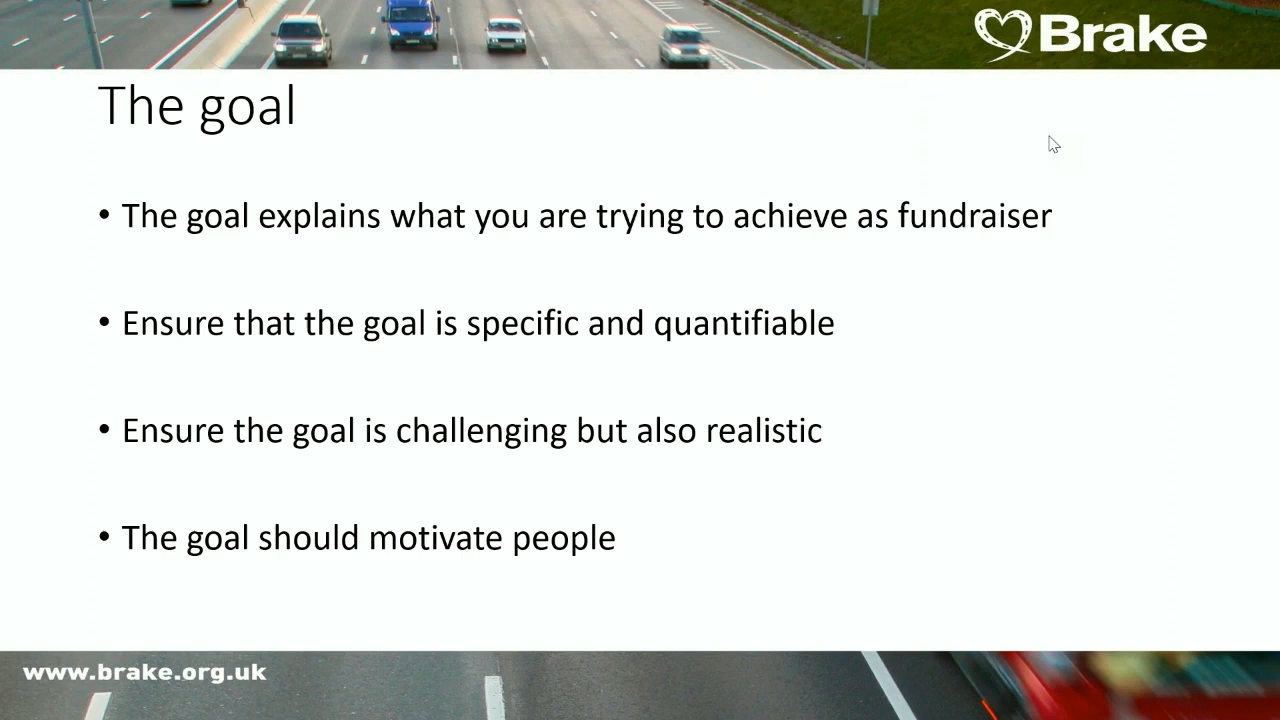 Brake
The goal
• The goal explains what you are trying to achieve as fundraiser
• Ensure that the goal is specific and quantifiable
• Ensure the goal is challenging but also realistic
• The goal should motivate people
www.brake.org.uk